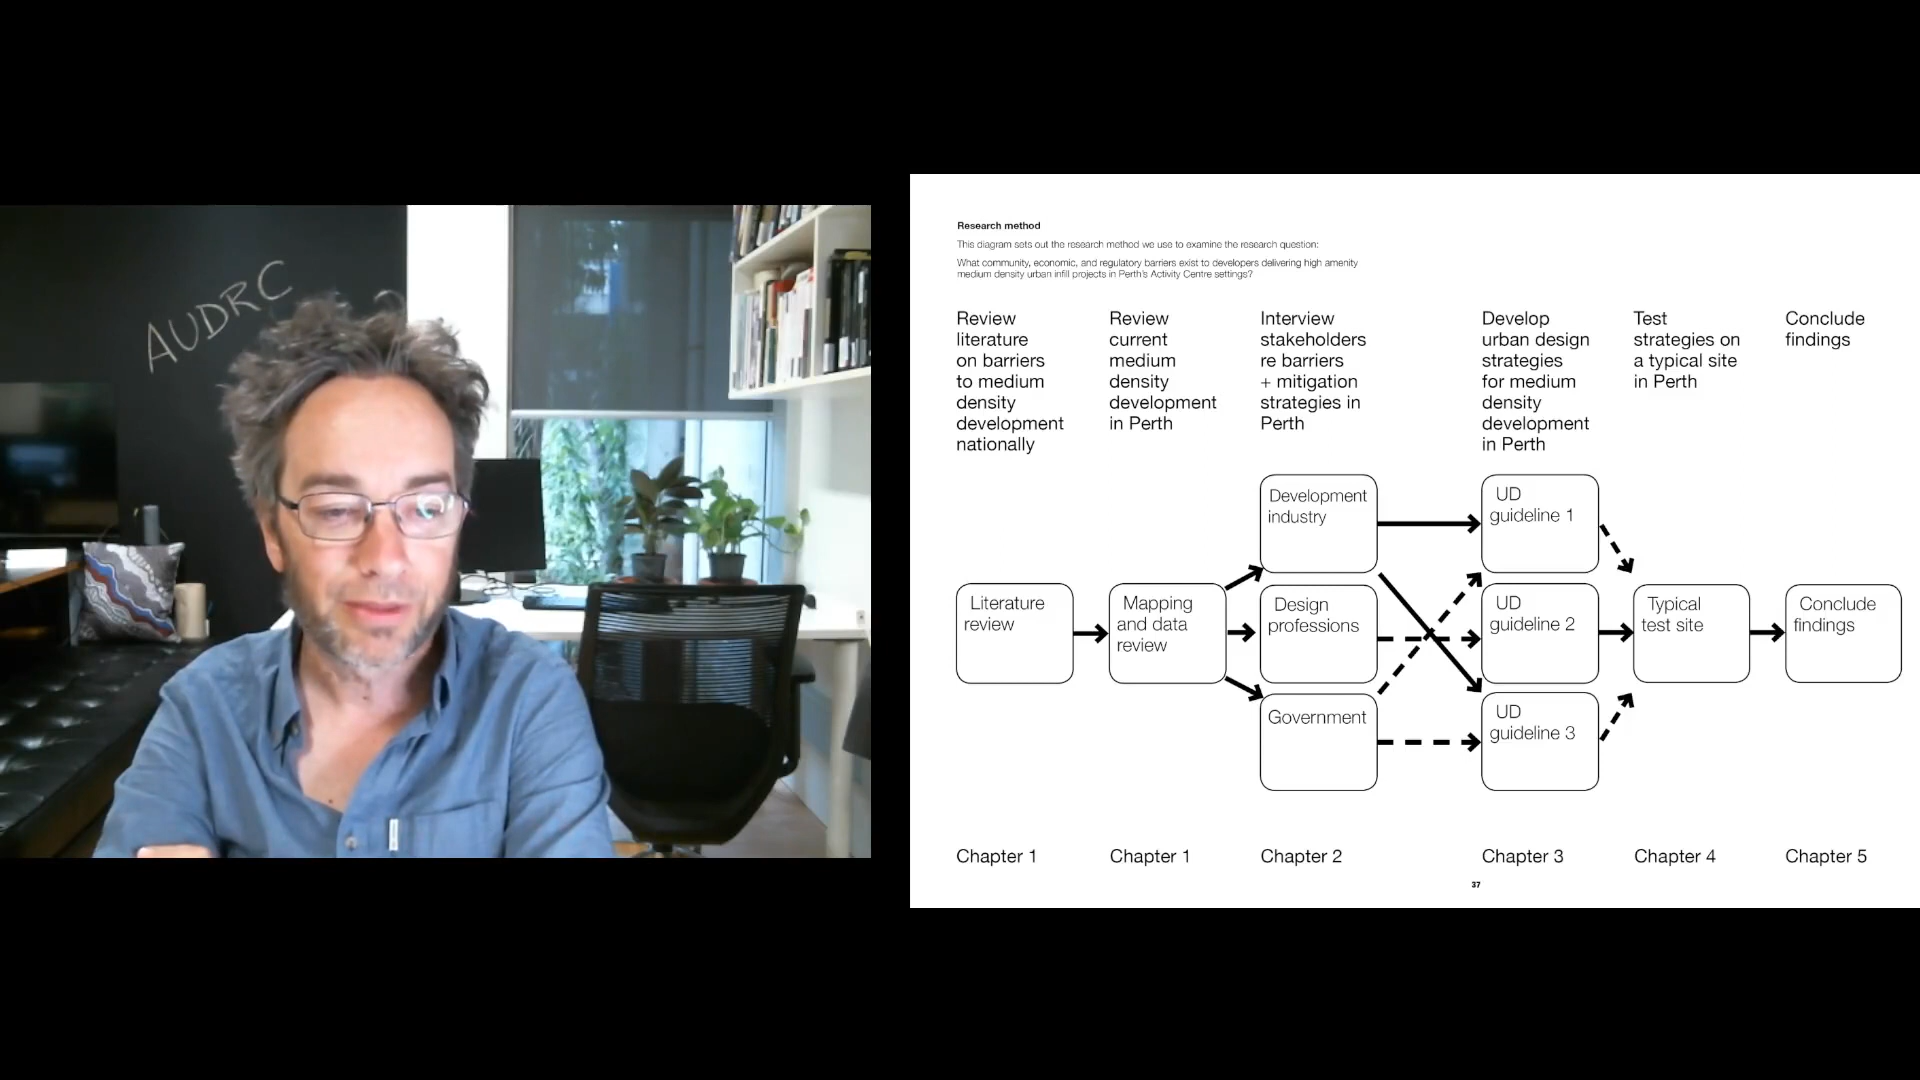 AUDRC
Research method
This diagram sets out the research method we use to examine the research question:
What community, economic, and regulatory barriers exist to developers delivering high amenity
medium density urban infill projects in Perth's Activity Centre settings?
Review
literature
on barriers
to medium
density
development
nationally
Review
current
medium
density
development
in Perth
Interview
stakeholders
re barriers
+ mitigation
strategies in
Perth
Develop
urban design
strategies
for medium
density
development
in Perth
Test
strategies on
a typical site
in Perth
Conclude
findings
Literature
review
Mapping
and data
review
Development
industry
Design
professions
Government
UD
guideline 1
UD
guideline 2
UD
guideline 3
Typical
test site
Conclude
findings
Chapter 1
Chapter 1
Chapter 2
Chapter 3
Chapter 4
Chapter 5
37